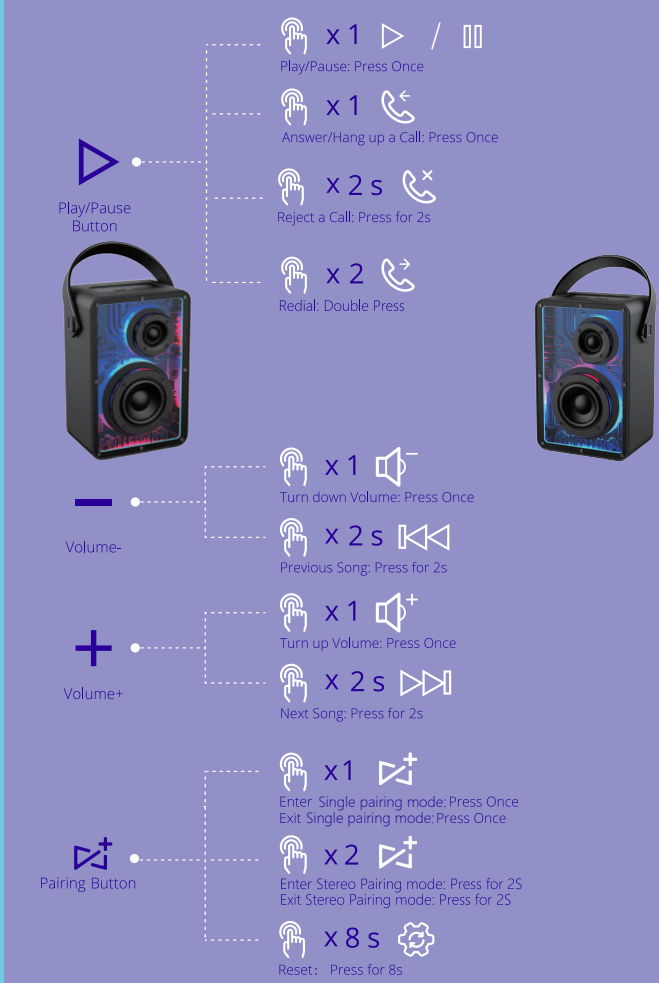 x 1 /
Play/Pause: Press Once
x 1
Answer/Hang up a Call: Press Once
Play/Pause
Button
x 2 s
Reject a Call: Press for 2s
x 2
Redial: Double Press
Volume-
x 1
Turn down Volume: Press Once
x 2 s
Previous Song: Press for 2s
Volume+
x 1
Turn up Volume: Press Once
x 2 s
Next Song: Press for 2s
Pairing Button
x1
Enter Single pairing mode: Press Once
Exit Single pairing mode: Press Once
x 2
Enter Stereo Pairing mode: Press for 2S
Exit Stereo Pairing mode: Press for 2S
x 8 s
Reset: Press for 8s